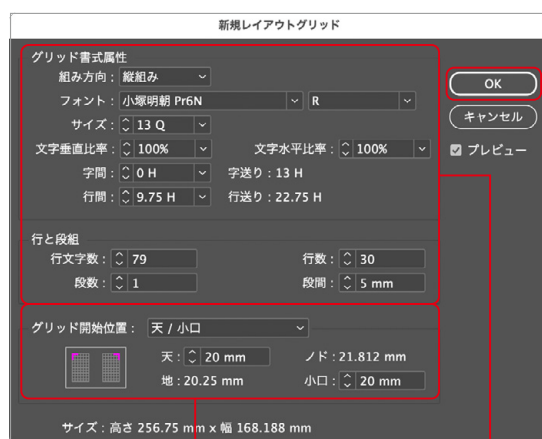 新規レイアウトグリッド
グリッド書式属性
組み方向：縦組み
フォント：小塚明朝 Pr6N R
サイズ：13 Q
文字垂直比率：100% 文字水平比率：100%
字間：0 H 字送り：13 H
行間：9.75 H 行送り：22.75 H
OK
キャンセル
プレビュー
行と段組
行文字数：79 行数：30
段数：1 段間：5 mm
グリッド開始位置：天 / 小口
天：20 mm ノド：21.812 mm
地：20.25 mm 小口：20 mm
サイズ：高さ 256.75 mm x 幅 168.188 mm